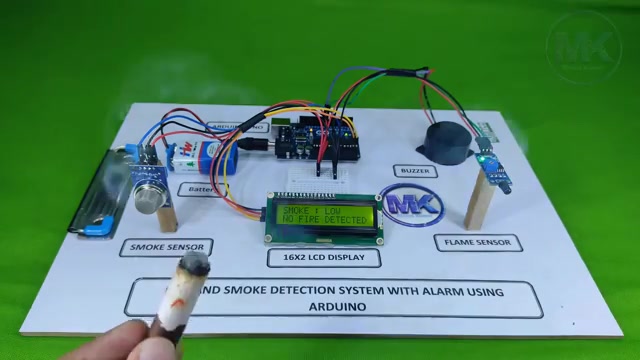 MK
HW
BUZZER
SMOKE : LOW
NO FIRE DETECTED
MK
SMOKE SENSOR
16X2 LCD DISPLAY
FLAME SENSOR
AND SMOKE DETECTION SYSTEM WITH ALARM USING
ARDUINO